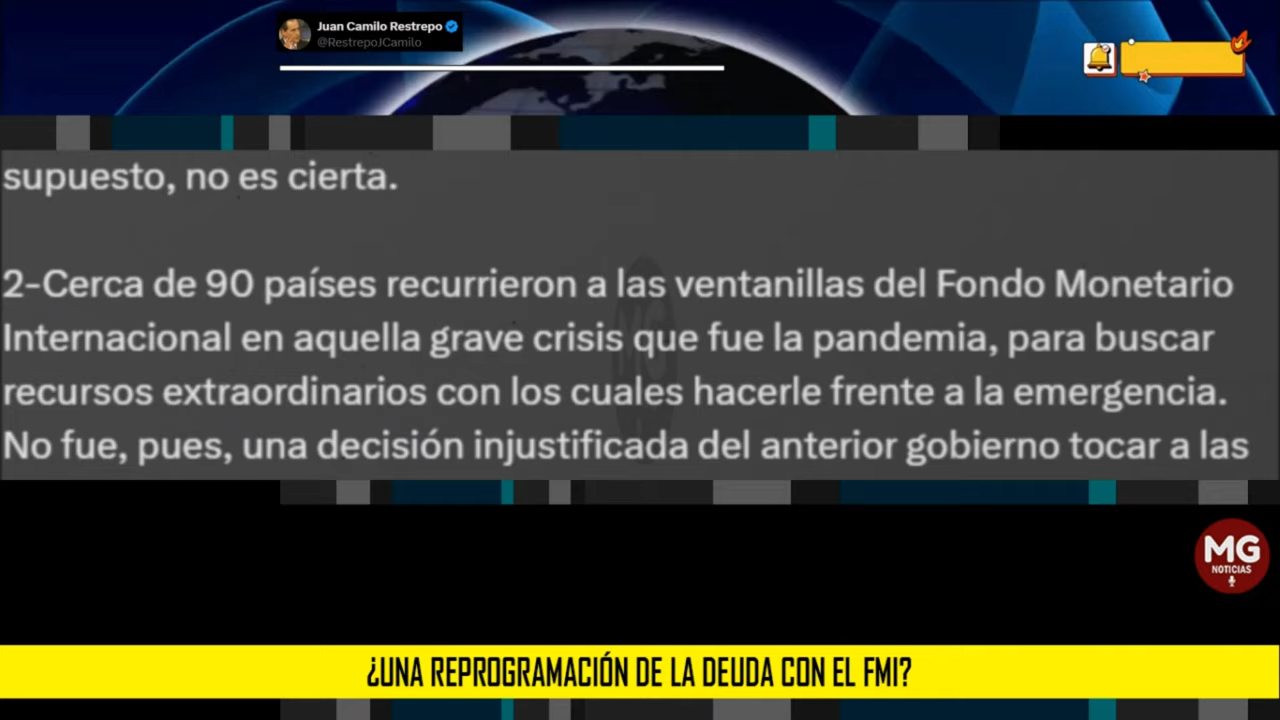 Juan Camilo Restrepo
@RestrepoJCamilo
supuesto, no es cierta.
2-Cerca de 90 países recurrieron a las ventanillas del Fondo Monetario
Internacional en aquella grave crisis que fue la pandemia, para buscar
recursos extraordinarios con los cuales hacerle frente a la emergencia.
No fue, pues, una decisión injustificada del anterior gobierno tocar a las
MG
NOTICIAS
¿UNA REPROGRAMACIÓN DE LA DEUDA CON EL FMI?